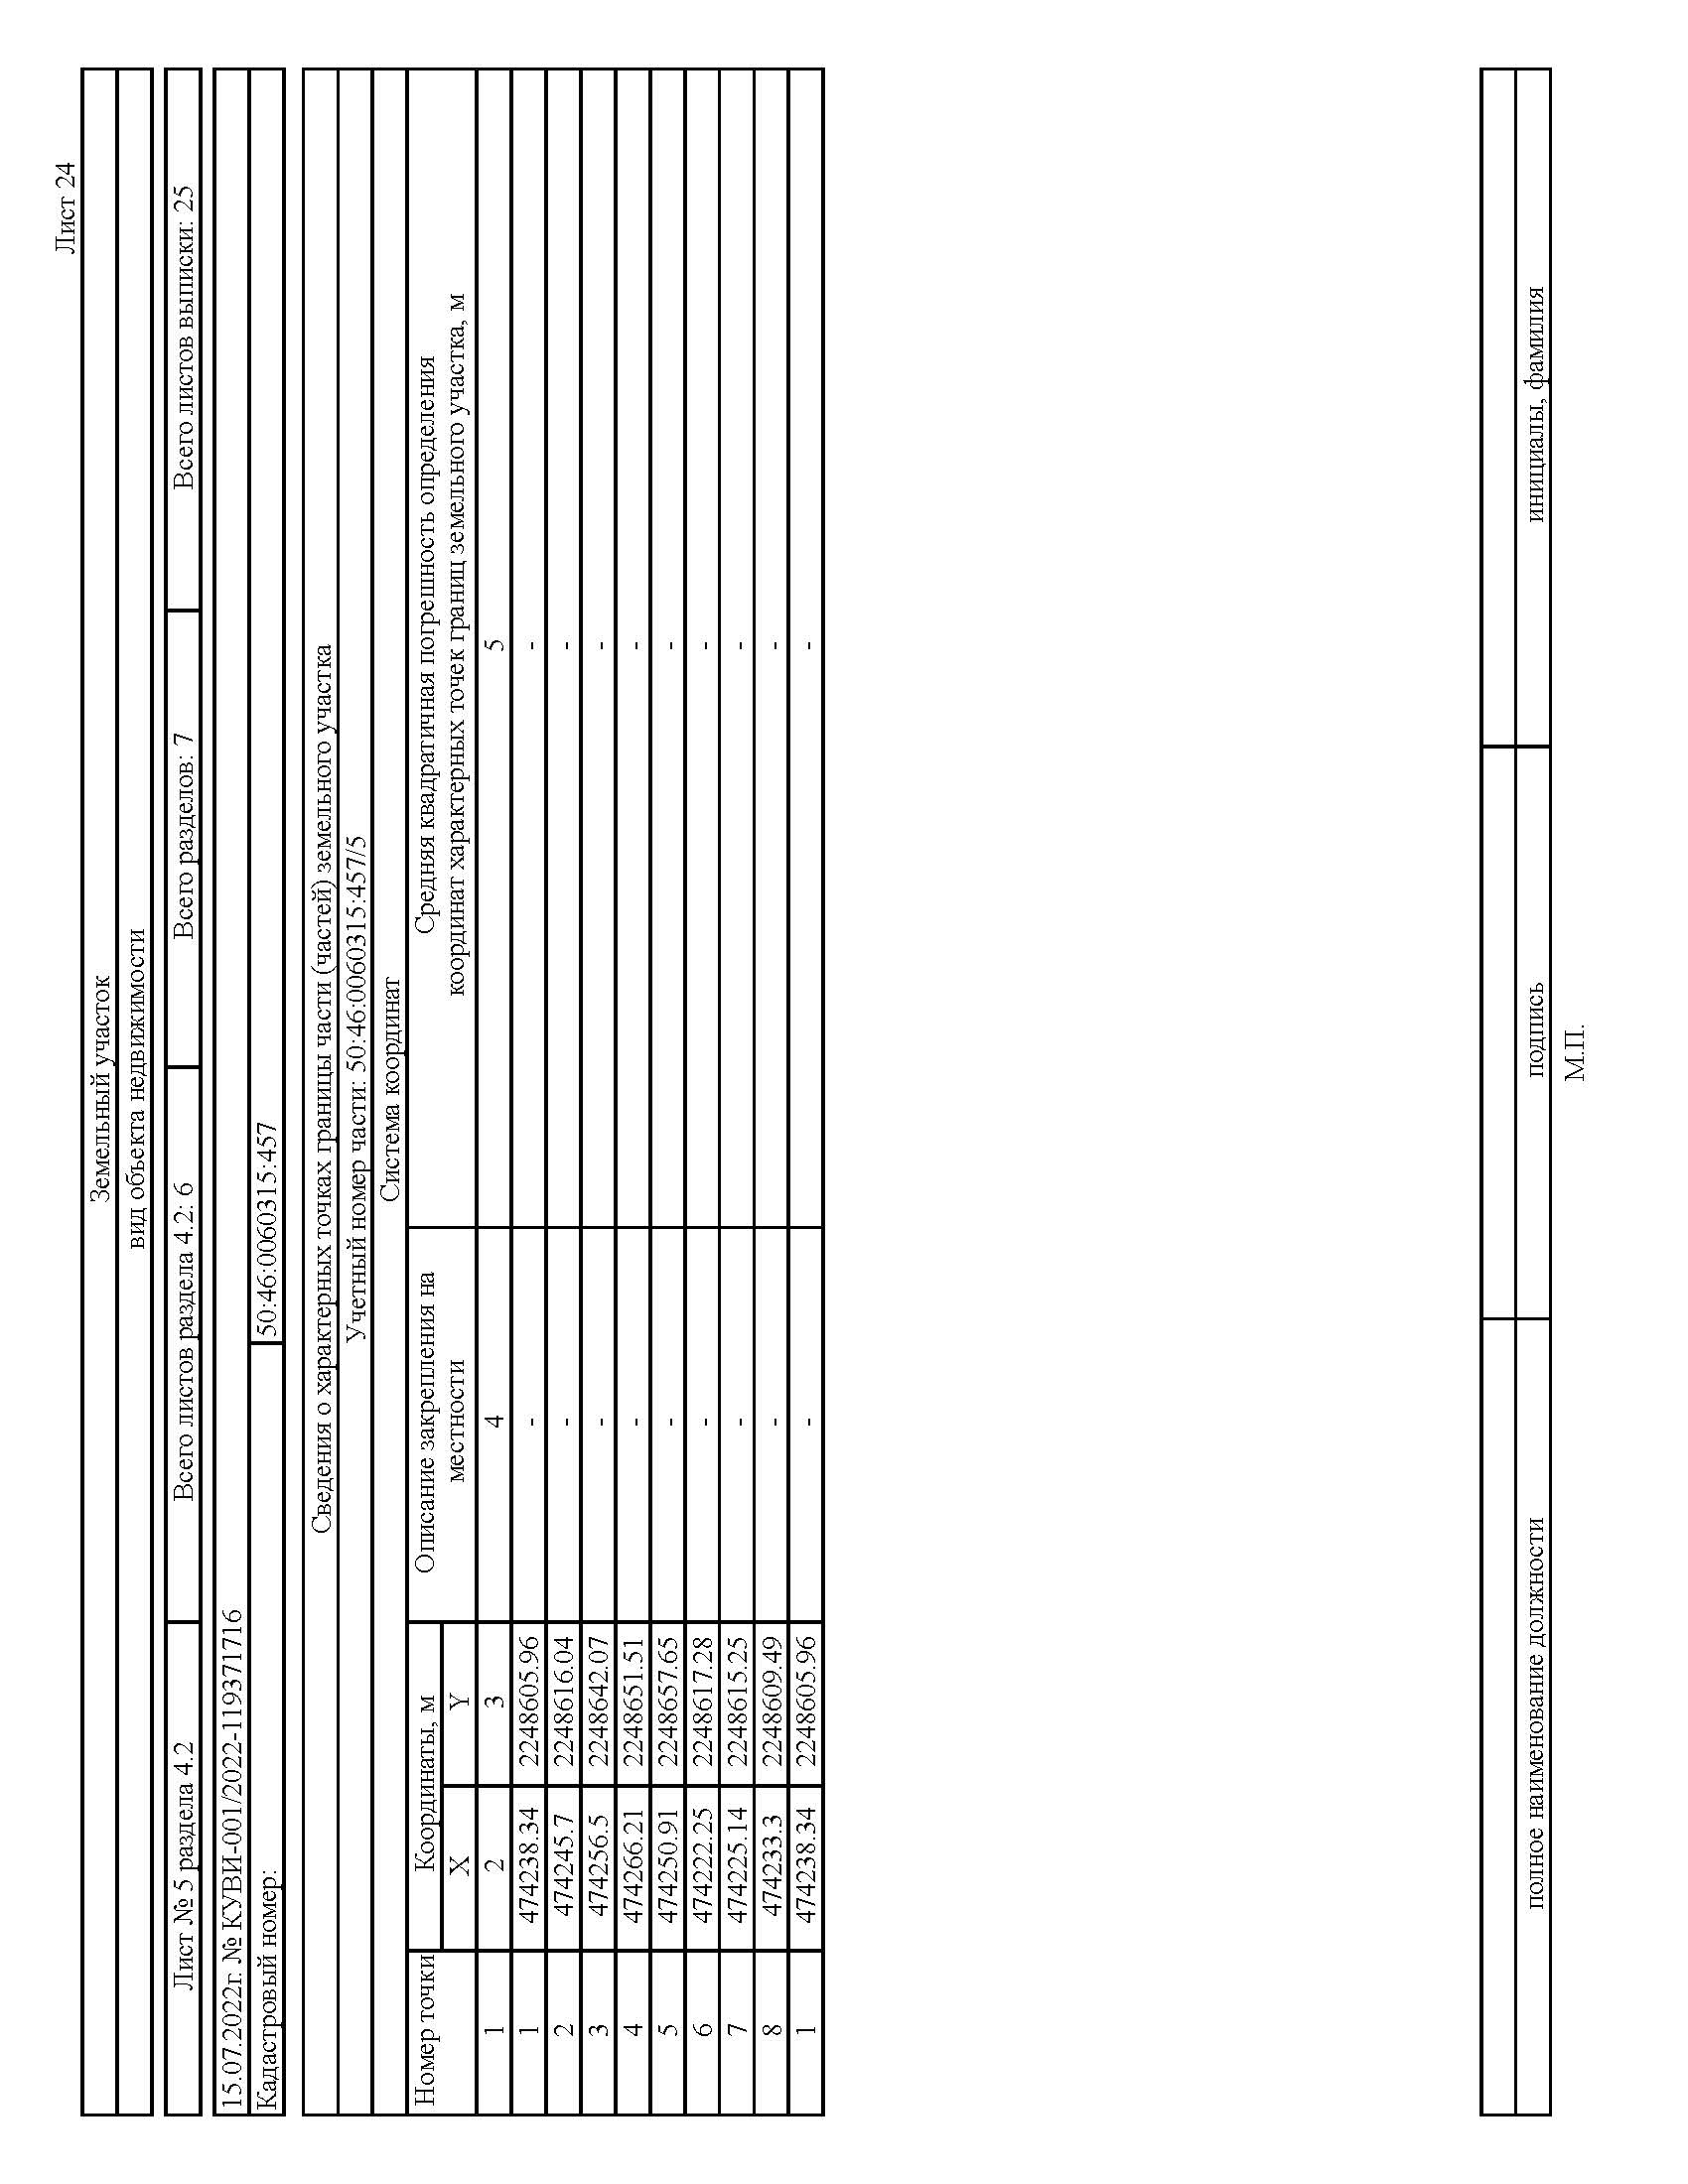 Лист 24
Земельный участок
вид объекта недвижимости
Лист № 5 раздела 4.2 Всего листов раздела 4.2: 6 Всего разделов: 7 Всего листов выписки: 25
15.07.2022г. № КУВИ-001/2022-119371716
Кадастровый номер: 50:46:0060315:457
Сведения о характерных точках границы части (частей) земельного участка
Учетный номер части: 50:46:0060315:457/5
Система координат
Номер точки Координаты, м Описание закрепления на Средняя квадратичная погрешность определения
X Y местности координат характерных точек границ земельного участка, м
1 2 3 4 5
1 474238.34 2248605.96 - -
2 474245.7 2248616.04 - -
3 474256.5 2248642.07 - -
4 474266.21 2248651.51 - -
5 474250.91 2248657.65 - -
6 474222.25 2248617.28 - -
7 474225.14 2248615.25 - -
8 474233.3 2248609.49 - -
1 474238.34 2248605.96 - -
полное наименование должности подпись инициалы, фамилия
М.П.